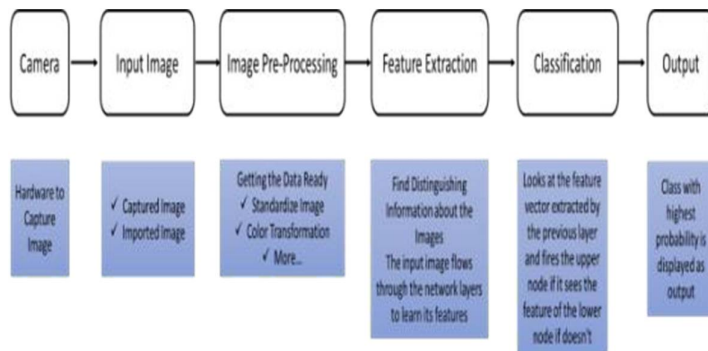 Camera
Input Image
Image Pre-Processing
Feature Extraction
Classification
Output
Hardware to
Capture
Image
✓ Captured Image
✓ Imported Image
Getting the Data Ready
✓ Standardize Image
✓ Color Transformation
✓ More...
Find Distinguishing
Information about the
Images
The input image flows
through the network layers
to learn its features
Looks at the feature
vector extracted by
the previous layer
and fires the upper
node if it sees the
feature of the lower
node if doesn't
Class with
highest
probability is
displayed as
output